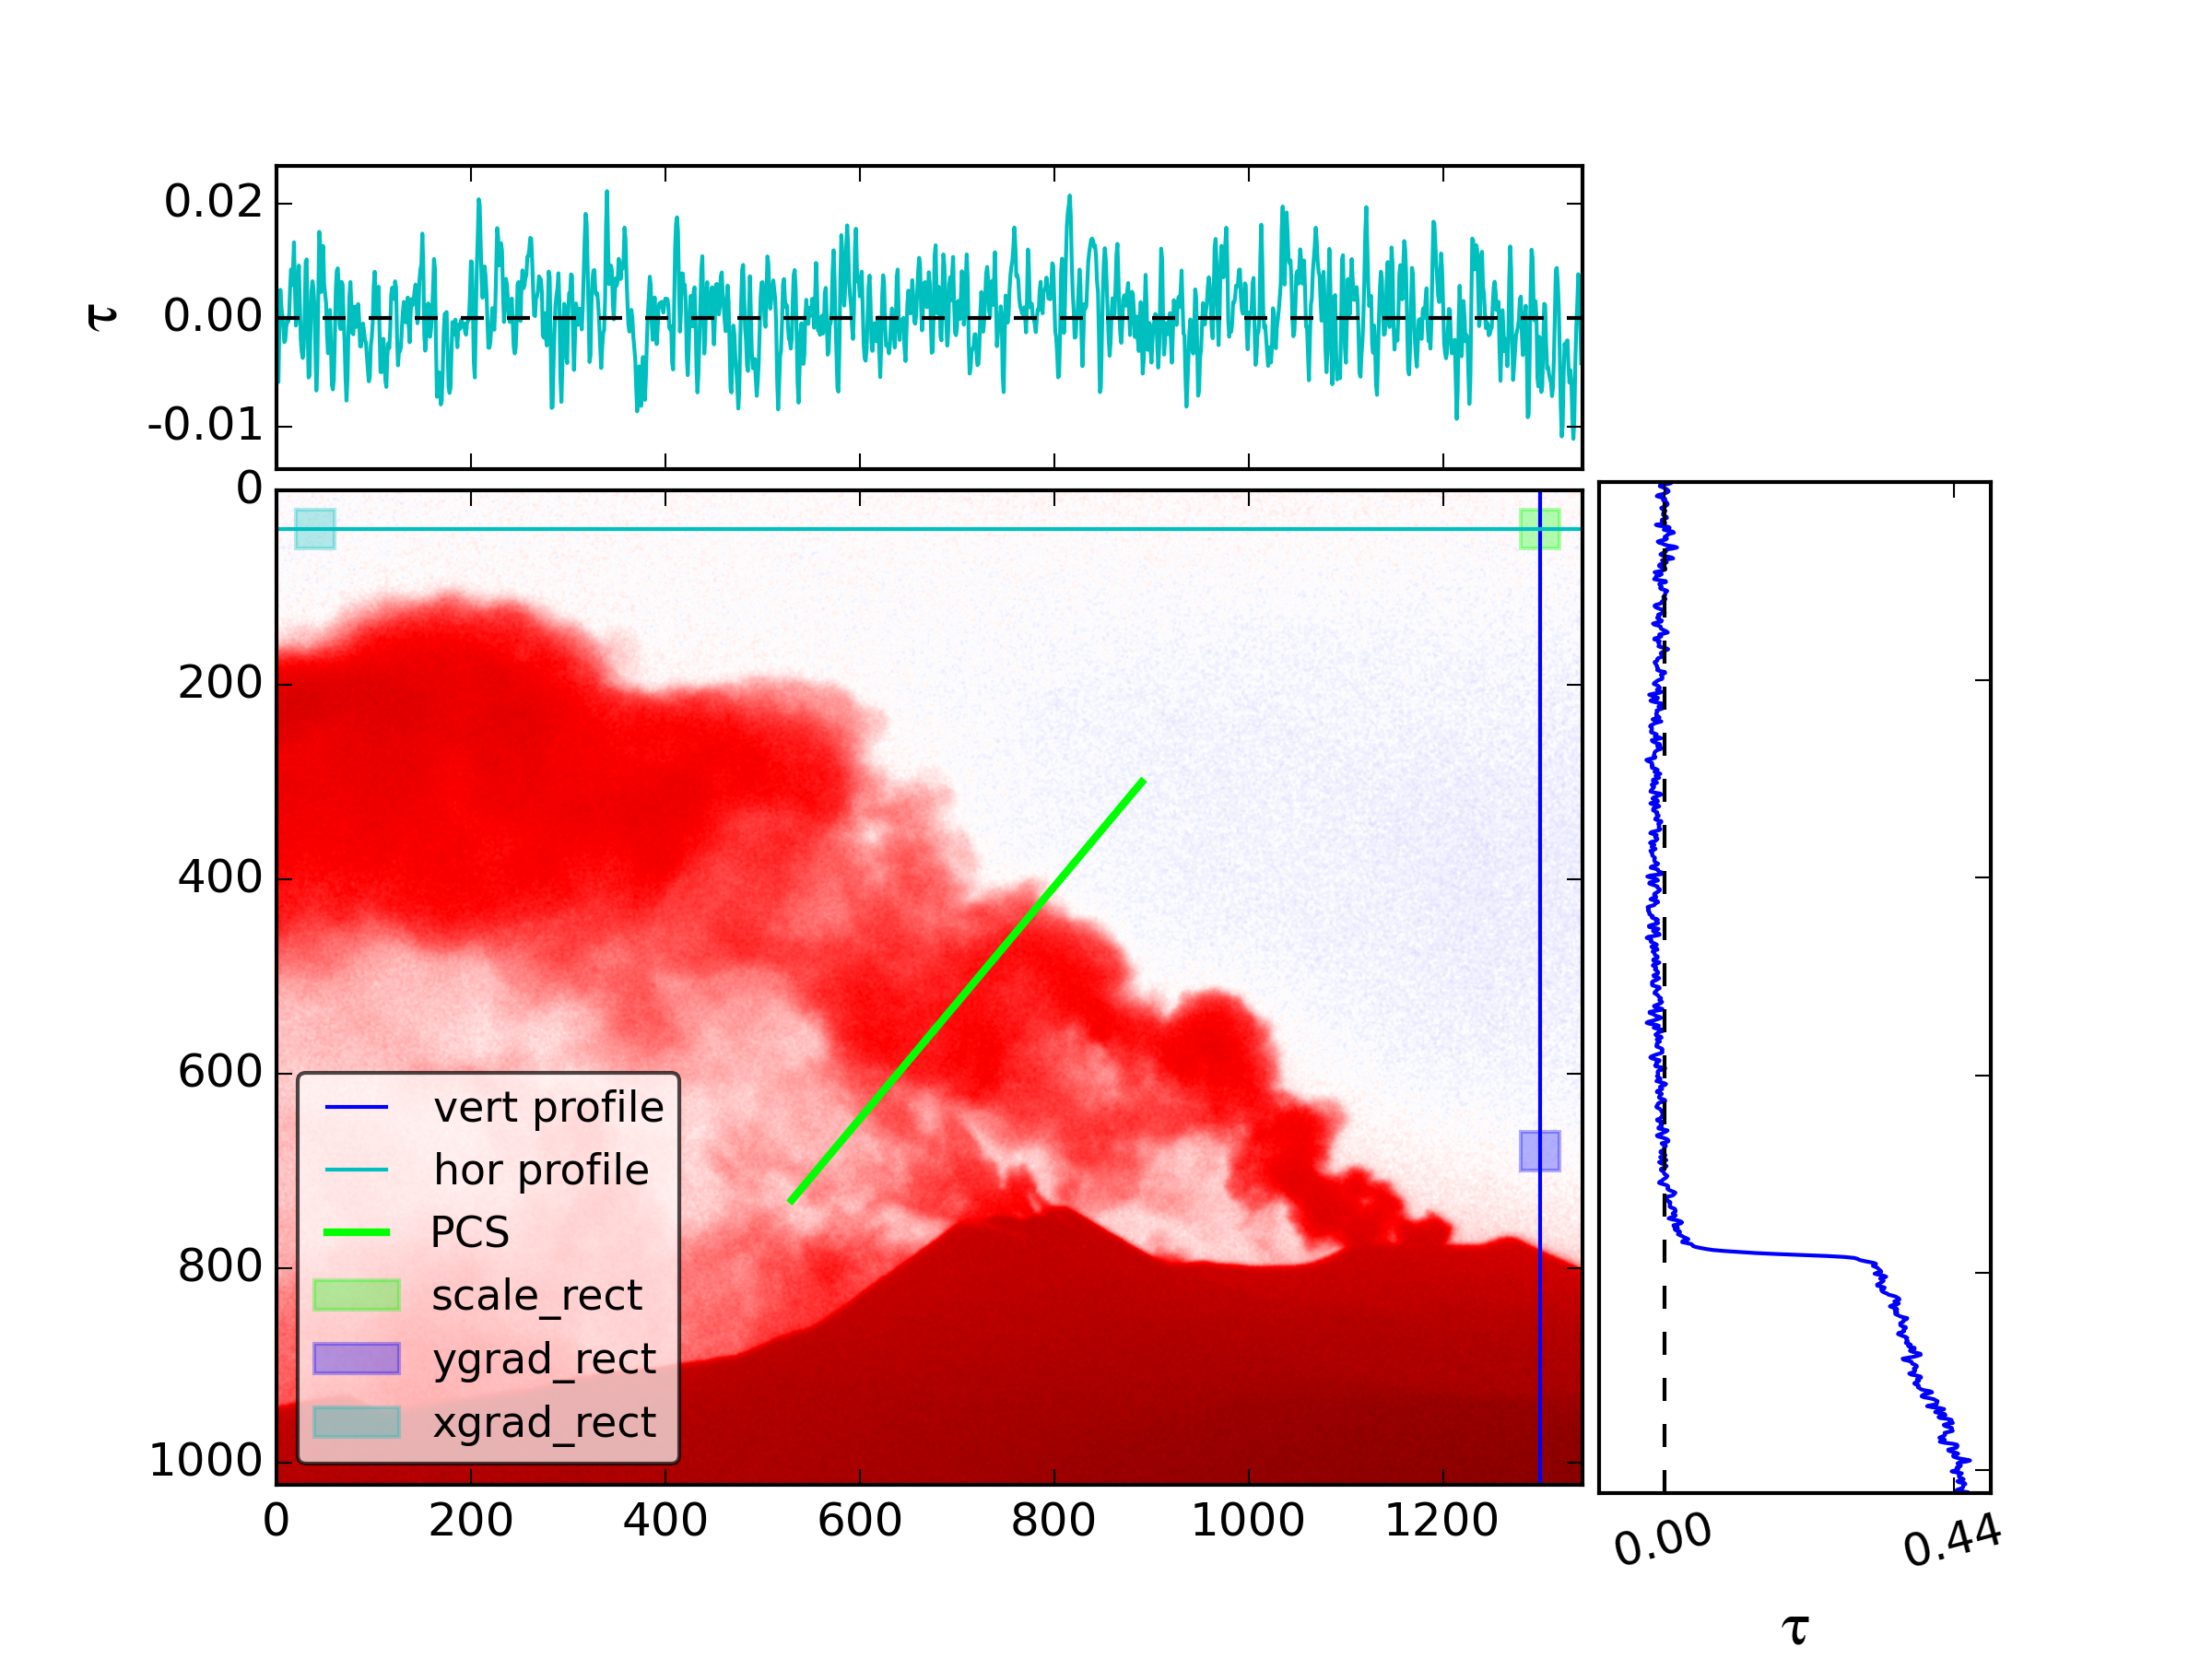 0.02
τ 0.00
-0.01
0
200
400
600
800
1000
vert profile
hor profile
PCS
scale_rect
ygrad_rect
xgrad_rect
0 200 400 600 800 1000 1200
0.00 0.44
τ